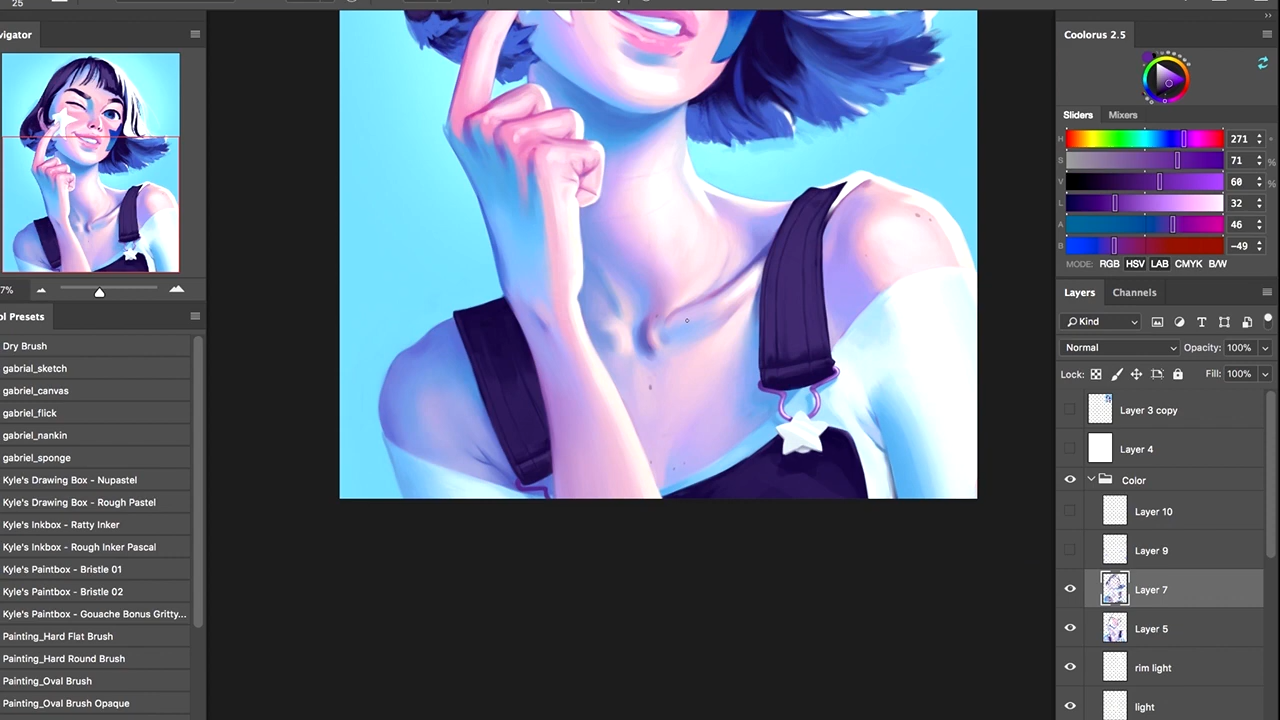 25
vigator
7%
ol Presets
Dry Brush
gabriel_sketch
gabriel_canvas
gabriel_flick
gabriel_nankin
gabriel_sponge
Kyle's Drawing Box - Nupastel
Kyle's Drawing Box - Rough Pastel
Kyle's Inkbox - Ratty Inker
Kyle's Inkbox - Rough Inker Pascal
Kyle's Paintbox - Bristle 01
Kyle's Paintbox - Bristle 02
Kyle's Paintbox - Gouache Bonus Gritty...
Painting_Hard Flat Brush
Painting_Hard Round Brush
Painting_Oval Brush
Painting_Oval Brush Opaque
Coolorus 2.5
Sliders Mixers
H 271 °
S 71 %
V 60 %
L 32
A 46
B -49
MODE: RGB HSV LAB CMYK B/W
Layers Channels
Kind
Normal Opacity: 100%
Lock: Fill: 100%
Layer 3 copy
Layer 4
Color
Layer 10
Layer 9
Layer 7
Layer 5
rim light
light